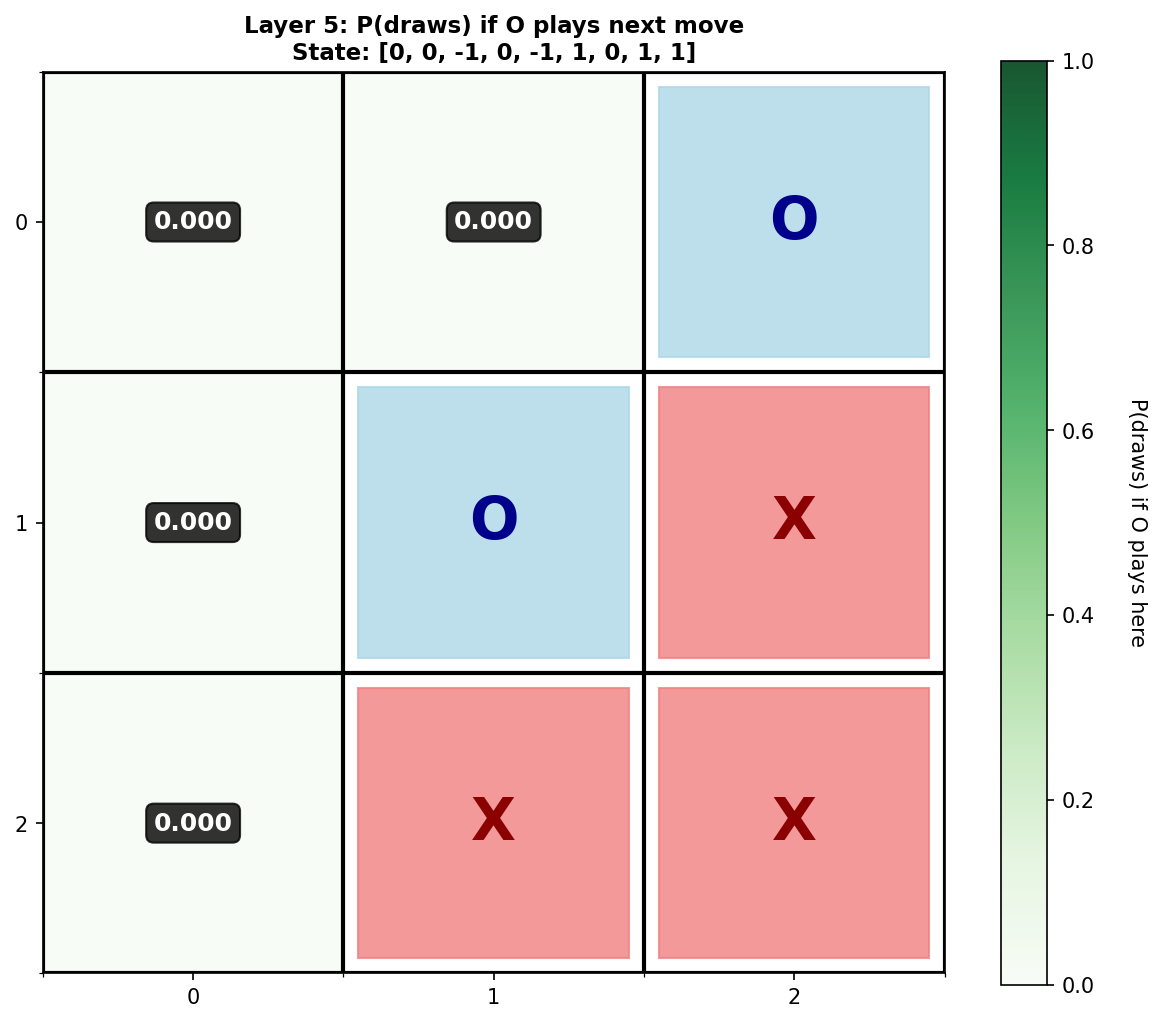 Layer 5: P(draws) if O plays next move
State: [0, 0, -1, 0, -1, 1, 0, 1, 1]
0
0.000
0.000
O
1
0.000
O
X
2
0.000
X
X
0
1
2
1.0
0.8
0.6
0.4
0.2
0.0
P(draws) if O plays here